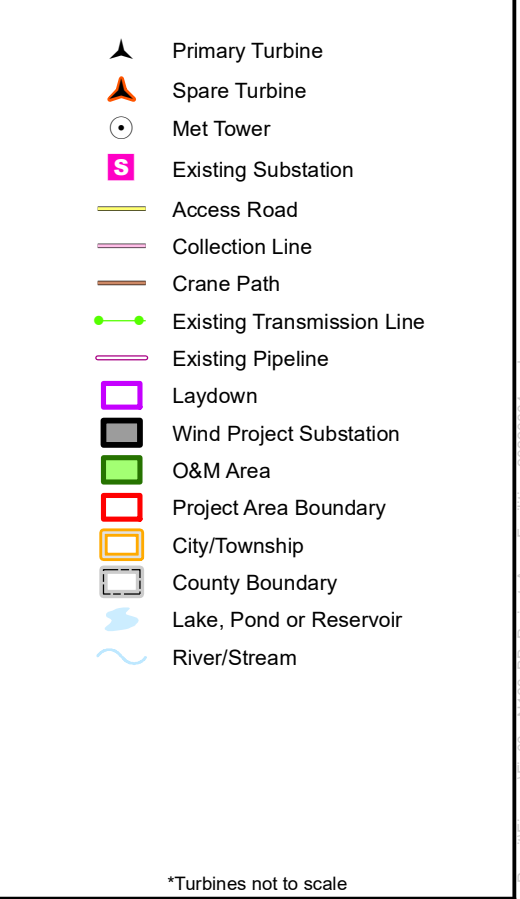 Primary Turbine
Spare Turbine
Met Tower
S Existing Substation
Access Road
Collection Line
Crane Path
Existing Transmission Line
Existing Pipeline
Laydown
Wind Project Substation
O&M Area
Project Area Boundary
City/Township
County Boundary
Lake, Pond or Reservoir
River/Stream
*Turbines not to scale